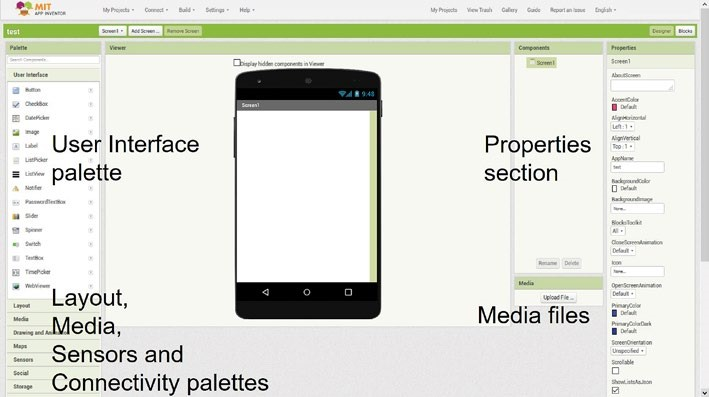 MIT
APP INVENTOR
My Projects
Connect
Build
Settings
Help
My Projects
View Trash
Gallery
Guide
Report an Issue
English
test
Screen1
Add Screen ...
Remove Screen
Designer
Blocks
Palette
Search Components...
User Interface
Button
CheckBox
DatePicker
Image
Label
ListPicker
ListView
Notifier
PasswordTextBox
Slider
Spinner
Switch
TextBox
TimePicker
WebViewer
Layout
Media
Drawing and Animation
Maps
Sensors
Social
Storage
User Interface
palette
Layout,
Media,
Sensors and
Connectivity palettes
Viewer
Display hidden components in Viewer
9:48
Screen1
Components
Screen1
Rename
Delete
Media
Upload File ...
Properties
section
Media files
Properties
Screen1
AboutScreen
AccentColor
Default
AlignHorizontal
Left : 1
AlignVertical
Top : 1
AppName
test
BackgroundColor
Default
BackgroundImage
None...
BlocksToolkit
All
CloseScreenAnimation
Default
Icon
None...
OpenScreenAnimation
Default
PrimaryColor
Default
PrimaryColorDark
Default
ScreenOrientation
Unspecified
Scrollable
ShowListsAsJson